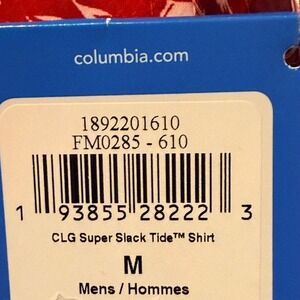 columbia.com
1892201610
FM0285 - 610
1 93855 28222 3
CLG Super Slack Tide™ Shirt
M
Mens / Hommes